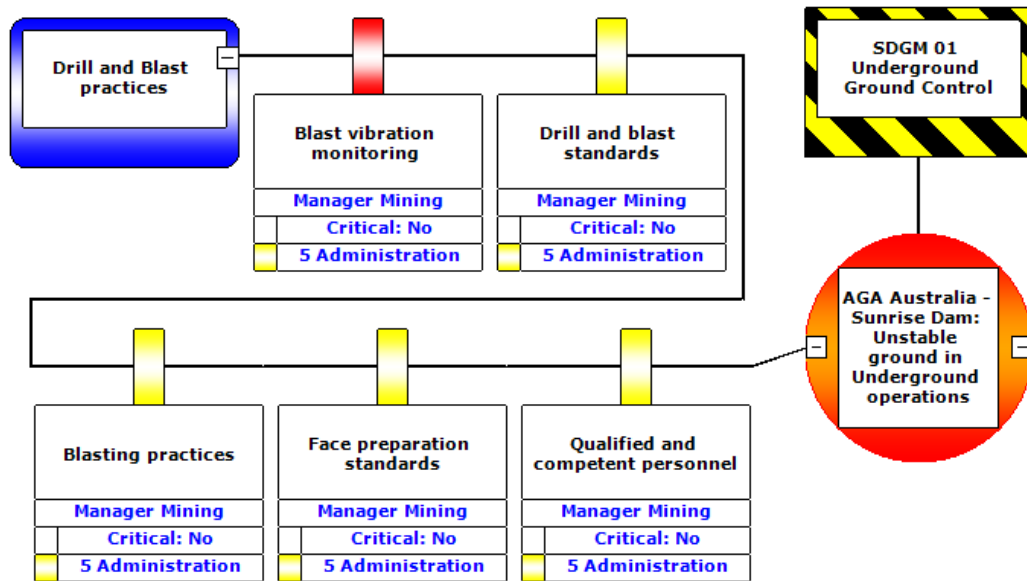 Drill and Blast
practices
Blast vibration
monitoring
Manager Mining
Critical: No
5 Administration
Drill and blast
standards
Manager Mining
Critical: No
5 Administration
SDGM 01
Underground
Ground Control
AGA Australia -
Sunrise Dam:
Unstable
ground in
Underground
operations
Blasting practices
Manager Mining
Critical: No
5 Administration
Face preparation
standards
Manager Mining
Critical: No
5 Administration
Qualified and
competent personnel
Manager Mining
Critical: No
5 Administration